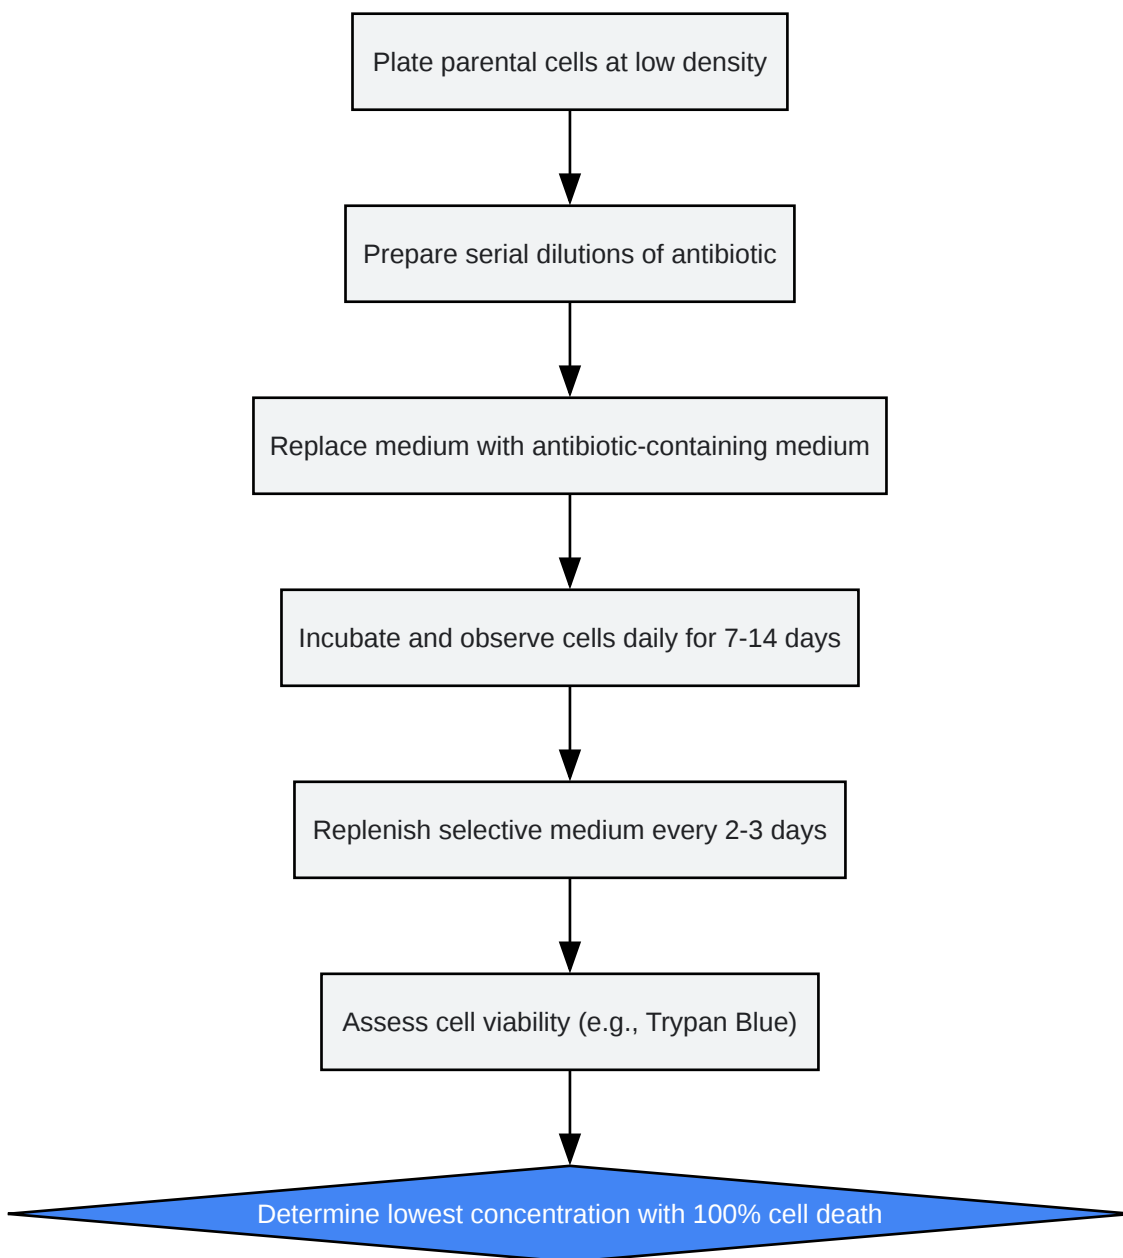 Plate parental cells at low density
Prepare serial dilutions of antibiotic
Replace medium with antibiotic-containing medium
Incubate and observe cells daily for 7-14 days
Replenish selective medium every 2-3 days
Assess cell viability (e.g., Trypan Blue)
Determine lowest concentration with 100% cell death